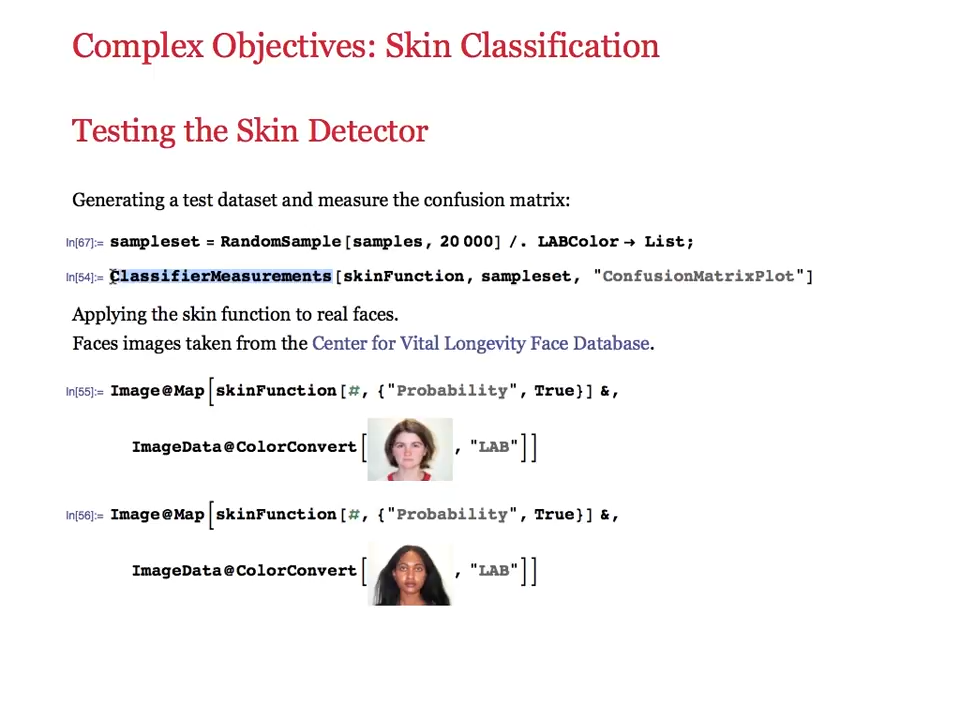 Complex Objectives: Skin Classification
Testing the Skin Detector
Generating a test dataset and measure the confusion matrix:
In[67]:= sampleset = RandomSample[samples, 20 000] /. LABColor → List;
In[54]:= ClassifierMeasurements[skinFunction, sampleset, "ConfusionMatrixPlot"]
Applying the skin function to real faces.
Faces images taken from the Center for Vital Longevity Face Database.
In[55]:= Image@Map[skinFunction[#, {"Probability", True}] &,
ImageData@ColorConvert[ , "LAB"]]
In[56]:= Image@Map[skinFunction[#, {"Probability", True}] &,
ImageData@ColorConvert[ , "LAB"]]